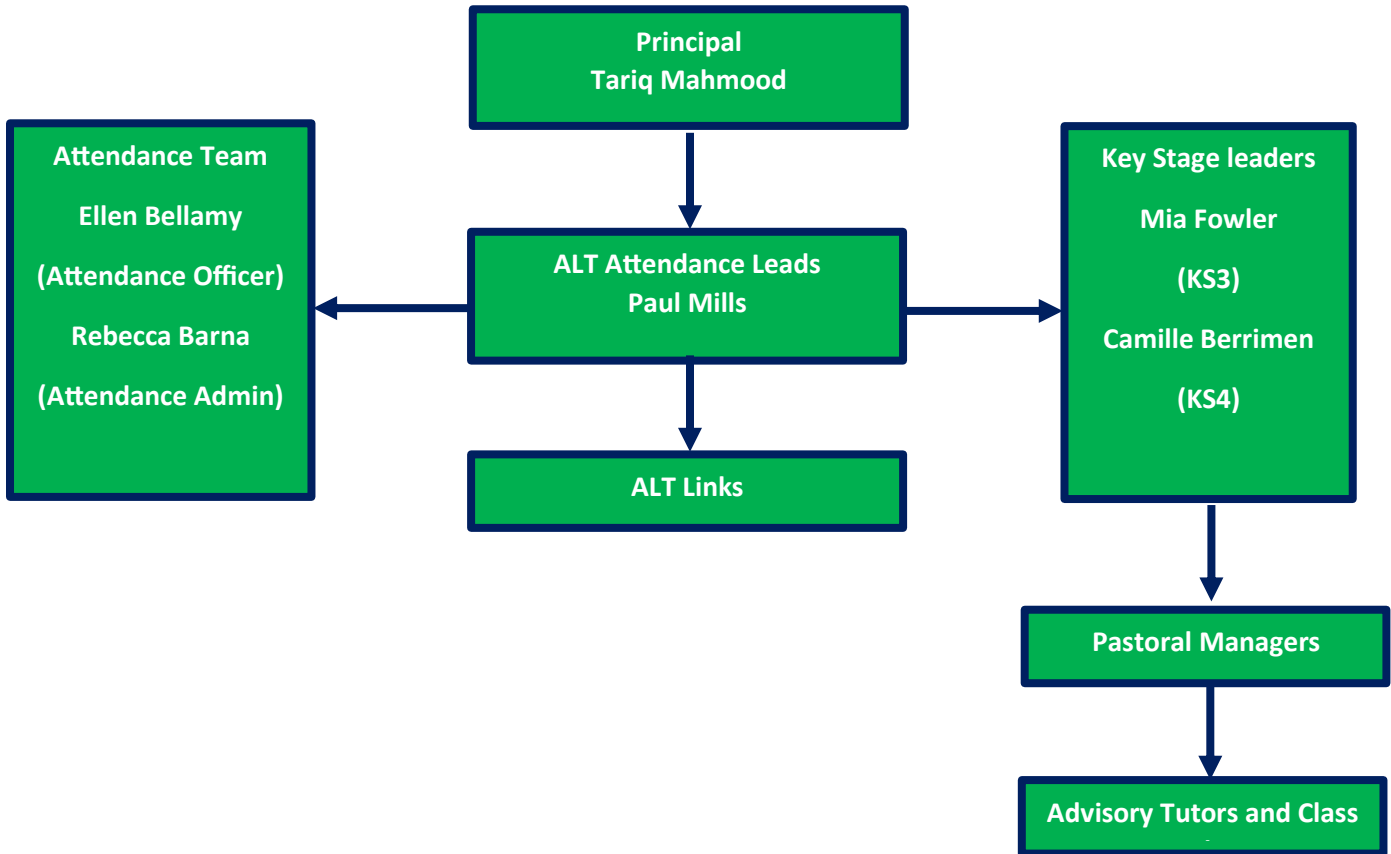 Principal
Tariq Mahmood
Attendance Team
Ellen Bellamy
(Attendance Officer)
Rebecca Barna
(Attendance Admin)
ALT Attendance Leads
Paul Mills
Key Stage leaders
Mia Fowler
(KS3)
Camille Berrimen
(KS4)
ALT Links
Pastoral Managers
Advisory Tutors and Class